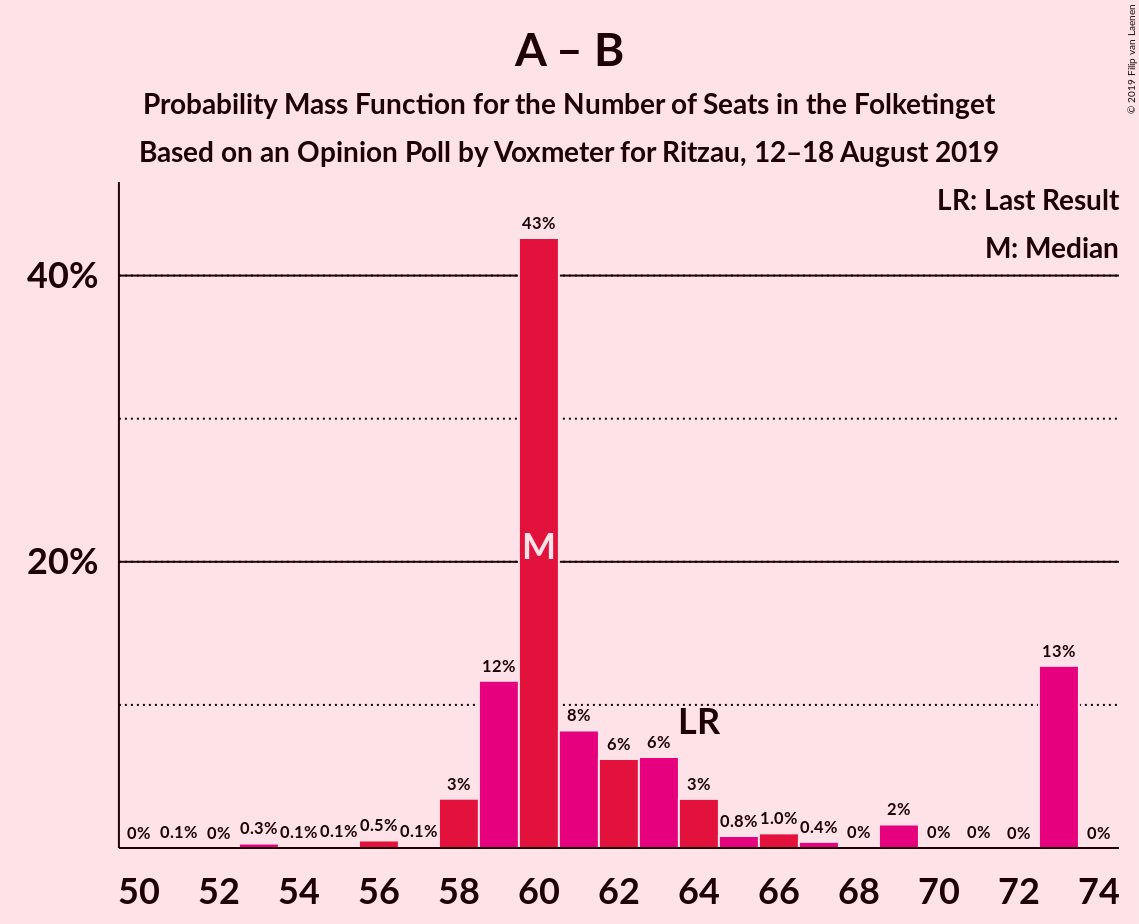 A – B
Probability Mass Function for the Number of Seats in the Folketinget
Based on an Opinion Poll by Voxmeter for Ritzau, 12–18 August 2019
© 2019 Filip van Laenen
LR: Last Result
M: Median
40%
20%
0% 0.1% 0% 0.3% 0.1% 0.1% 0.5% 0.1% 3% 12% 43% 8% 6% 6% 3% 0.8% 1.0% 0.4% 0% 2% 0% 0% 0% 13% 0%
M
LR
50 52 54 56 58 60 62 64 66 68 70 72 74